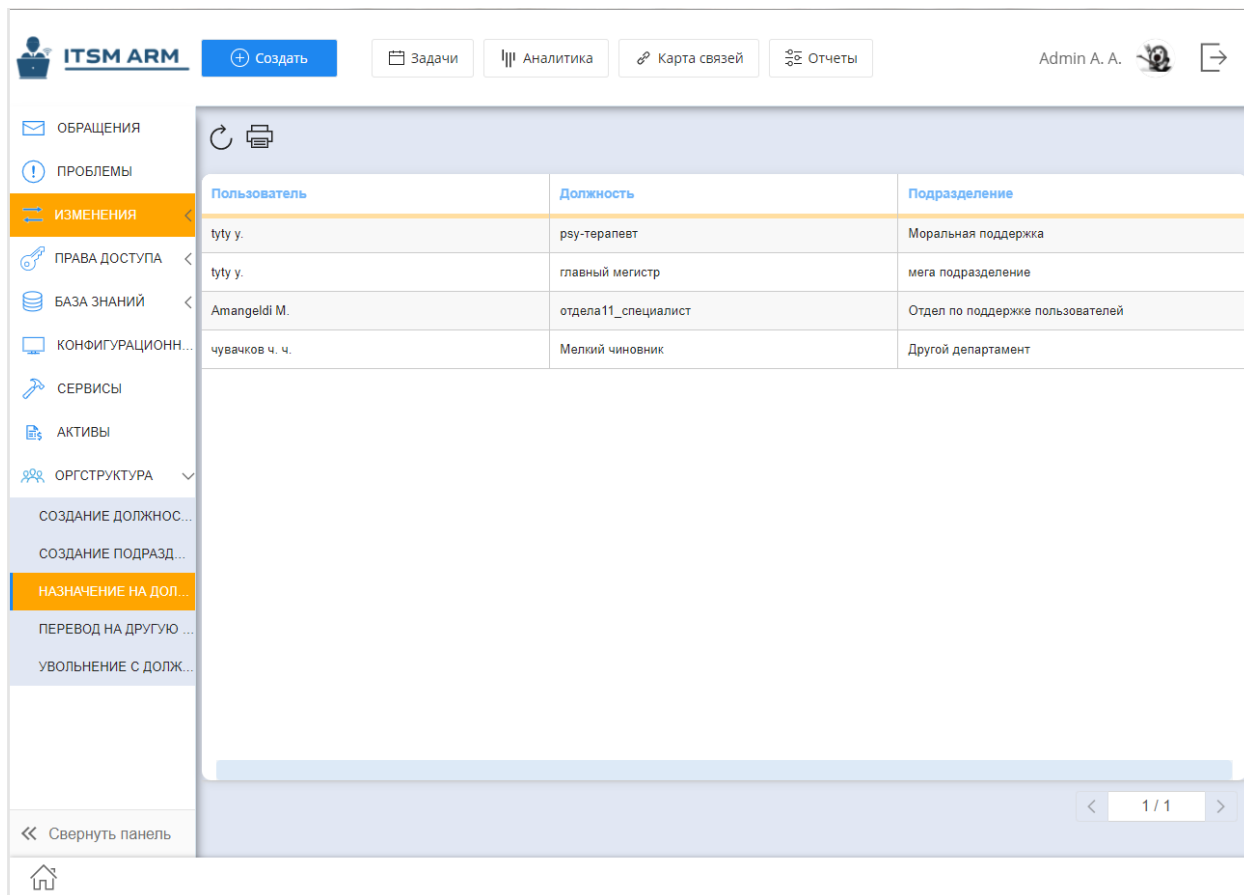 ITSM ARM
Создать
Задачи
Аналитика
Карта связей
Отчеты
Admin A. A.
ОБРАЩЕНИЯ
ПРОБЛЕМЫ
ИЗМЕНЕНИЯ
ПРАВА ДОСТУПА
БАЗА ЗНАНИЙ
КОНФИГУРАЦИОНН...
СЕРВИСЫ
АКТИВЫ
ОРГСТРУКТУРА
СОЗДАНИЕ ДОЛЖНОС...
СОЗДАНИЕ ПОДРАЗД...
НАЗНАЧЕНИЕ НА ДОЛ...
ПЕРЕВОД НА ДРУГУЮ ...
УВОЛЬНЕНИЕ С ДОЛЖ...
Свернуть панель
Пользователь Должность Подразделение
tyty y. psy-терапевт Моральная поддержка
tyty y. главный мегистр мега подразделение
Amangeldi M. отдела11_специалист Отдел по поддержке пользователей
чувачков ч. ч. Мелкий чиновник Другой департамент
1 / 1